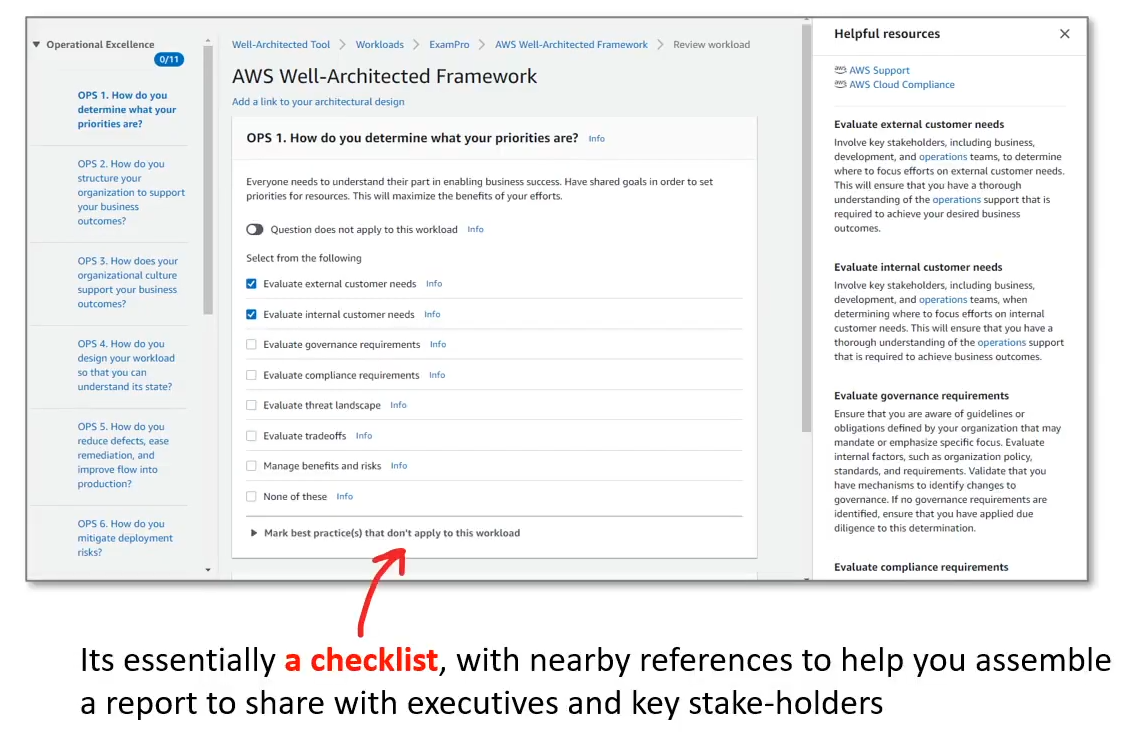 Operational Excellence
0/11
OPS 1. How do you
determine what your
priorities are?
OPS 2. How do you
structure your
organization to support
your business
outcomes?
OPS 3. How does your
organizational culture
support your business
outcomes?
OPS 4. How do you
design your workload
so that you can
understand its state?
OPS 5. How do you
reduce defects, ease
remediation, and
improve flow into
production?
OPS 6. How do you
mitigate deployment
risks?
Well-Architected Tool > Workloads > ExamPro > AWS Well-Architected Framework > Review workload
AWS Well-Architected Framework
Add a link to your architectural design
OPS 1. How do you determine what your priorities are? Info
Everyone needs to understand their part in enabling business success. Have shared goals in order to set
priorities for resources. This will maximize the benefits of your efforts.
Question does not apply to this workload Info
Select from the following
Evaluate external customer needs Info
Evaluate internal customer needs Info
Evaluate governance requirements Info
Evaluate compliance requirements Info
Evaluate threat landscape Info
Evaluate tradeoffs Info
Manage benefits and risks Info
None of these Info
Mark best practice(s) that don't apply to this workload
Helpful resources
aws AWS Support
aws AWS Cloud Compliance
Evaluate external customer needs
Involve key stakeholders, including business,
development, and operations teams, to determine
where to focus efforts on external customer needs.
This will ensure that you have a thorough
understanding of the operations support that is
required to achieve your desired business
outcomes.
Evaluate internal customer needs
Involve key stakeholders, including business,
development, and operations teams, when
determining where to focus efforts on internal
customer needs. This will ensure that you have a
thorough understanding of the operations support
that is required to achieve business outcomes.
Evaluate governance requirements
Ensure that you are aware of guidelines or
obligations defined by your organization that may
mandate or emphasize specific focus. Evaluate
internal factors, such as organization policy,
standards, and requirements. Validate that you
have mechanisms to identify changes to
governance. If no governance requirements are
identified, ensure that you have applied due
diligence to this determination.
Evaluate compliance requirements
Its essentially a checklist, with nearby references to help you assemble
a report to share with executives and key stake-holders